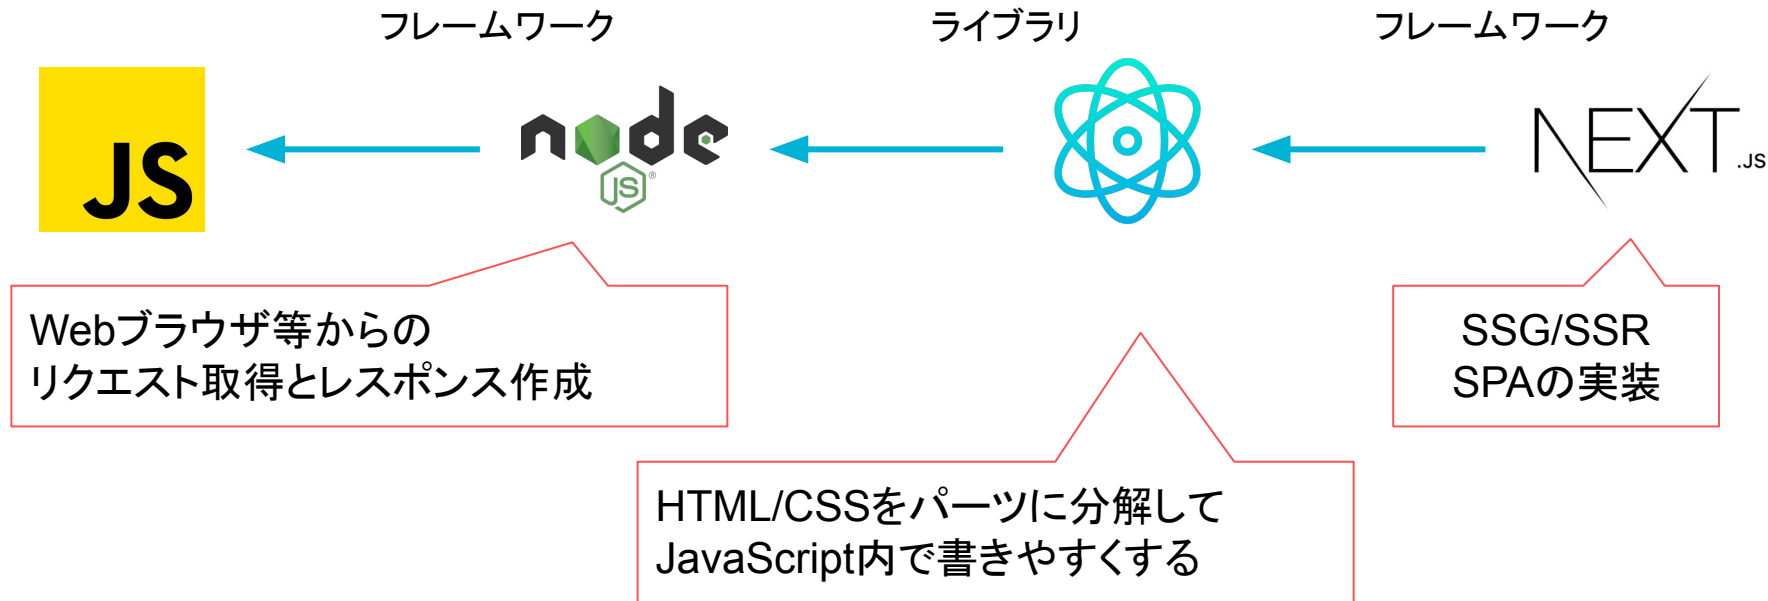 フレームワーク
ライブラリ
フレームワーク
JS
node
JS®
NEXT.JS
Webブラウザ等からの
リクエスト取得とレスポンス作成
SSG/SSR
SPAの実装
HTML/CSSをパーツに分解して
JavaScript内で書きやすくする